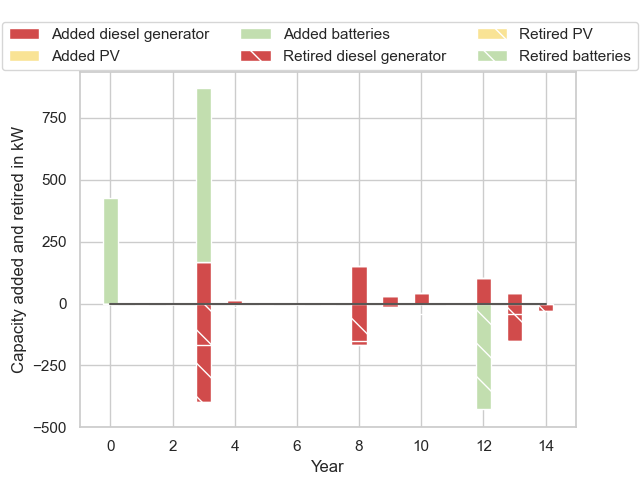 Added diesel generator Added batteries Retired PV
Added PV Retired diesel generator Retired batteries
Capacity added and retired in kW
750
500
250
0
−250
−500
0 2 4 6 8 10 12 14
Year